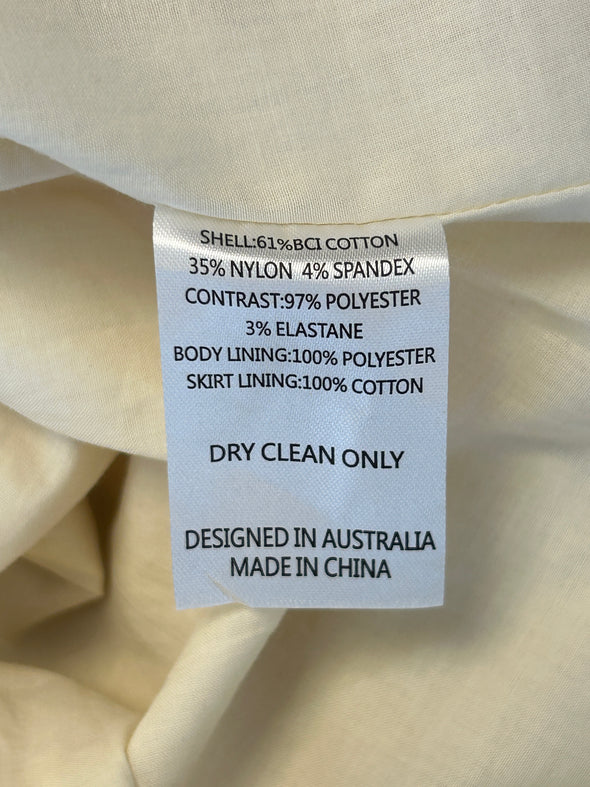 SHELL:61%BCI COTTON
35% NYLON 4% SPANDEX
CONTRAST:97% POLYESTER
3% ELASTANE
BODY LINING:100% POLYESTER
SKIRT LINING:100% COTTON
DRY CLEAN ONLY
DESIGNED IN AUSTRALIA
MADE IN CHINA